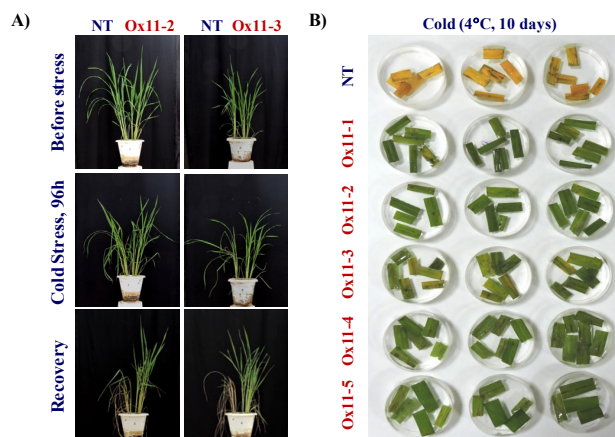 A)
NT Ox11-2
NT Ox11-3
Before stress
Cold Stress, 96h
Recovery
B)
Cold (4°C, 10 days)
NT
Ox11-1
Ox11-2
Ox11-3
Ox11-4
Ox11-5